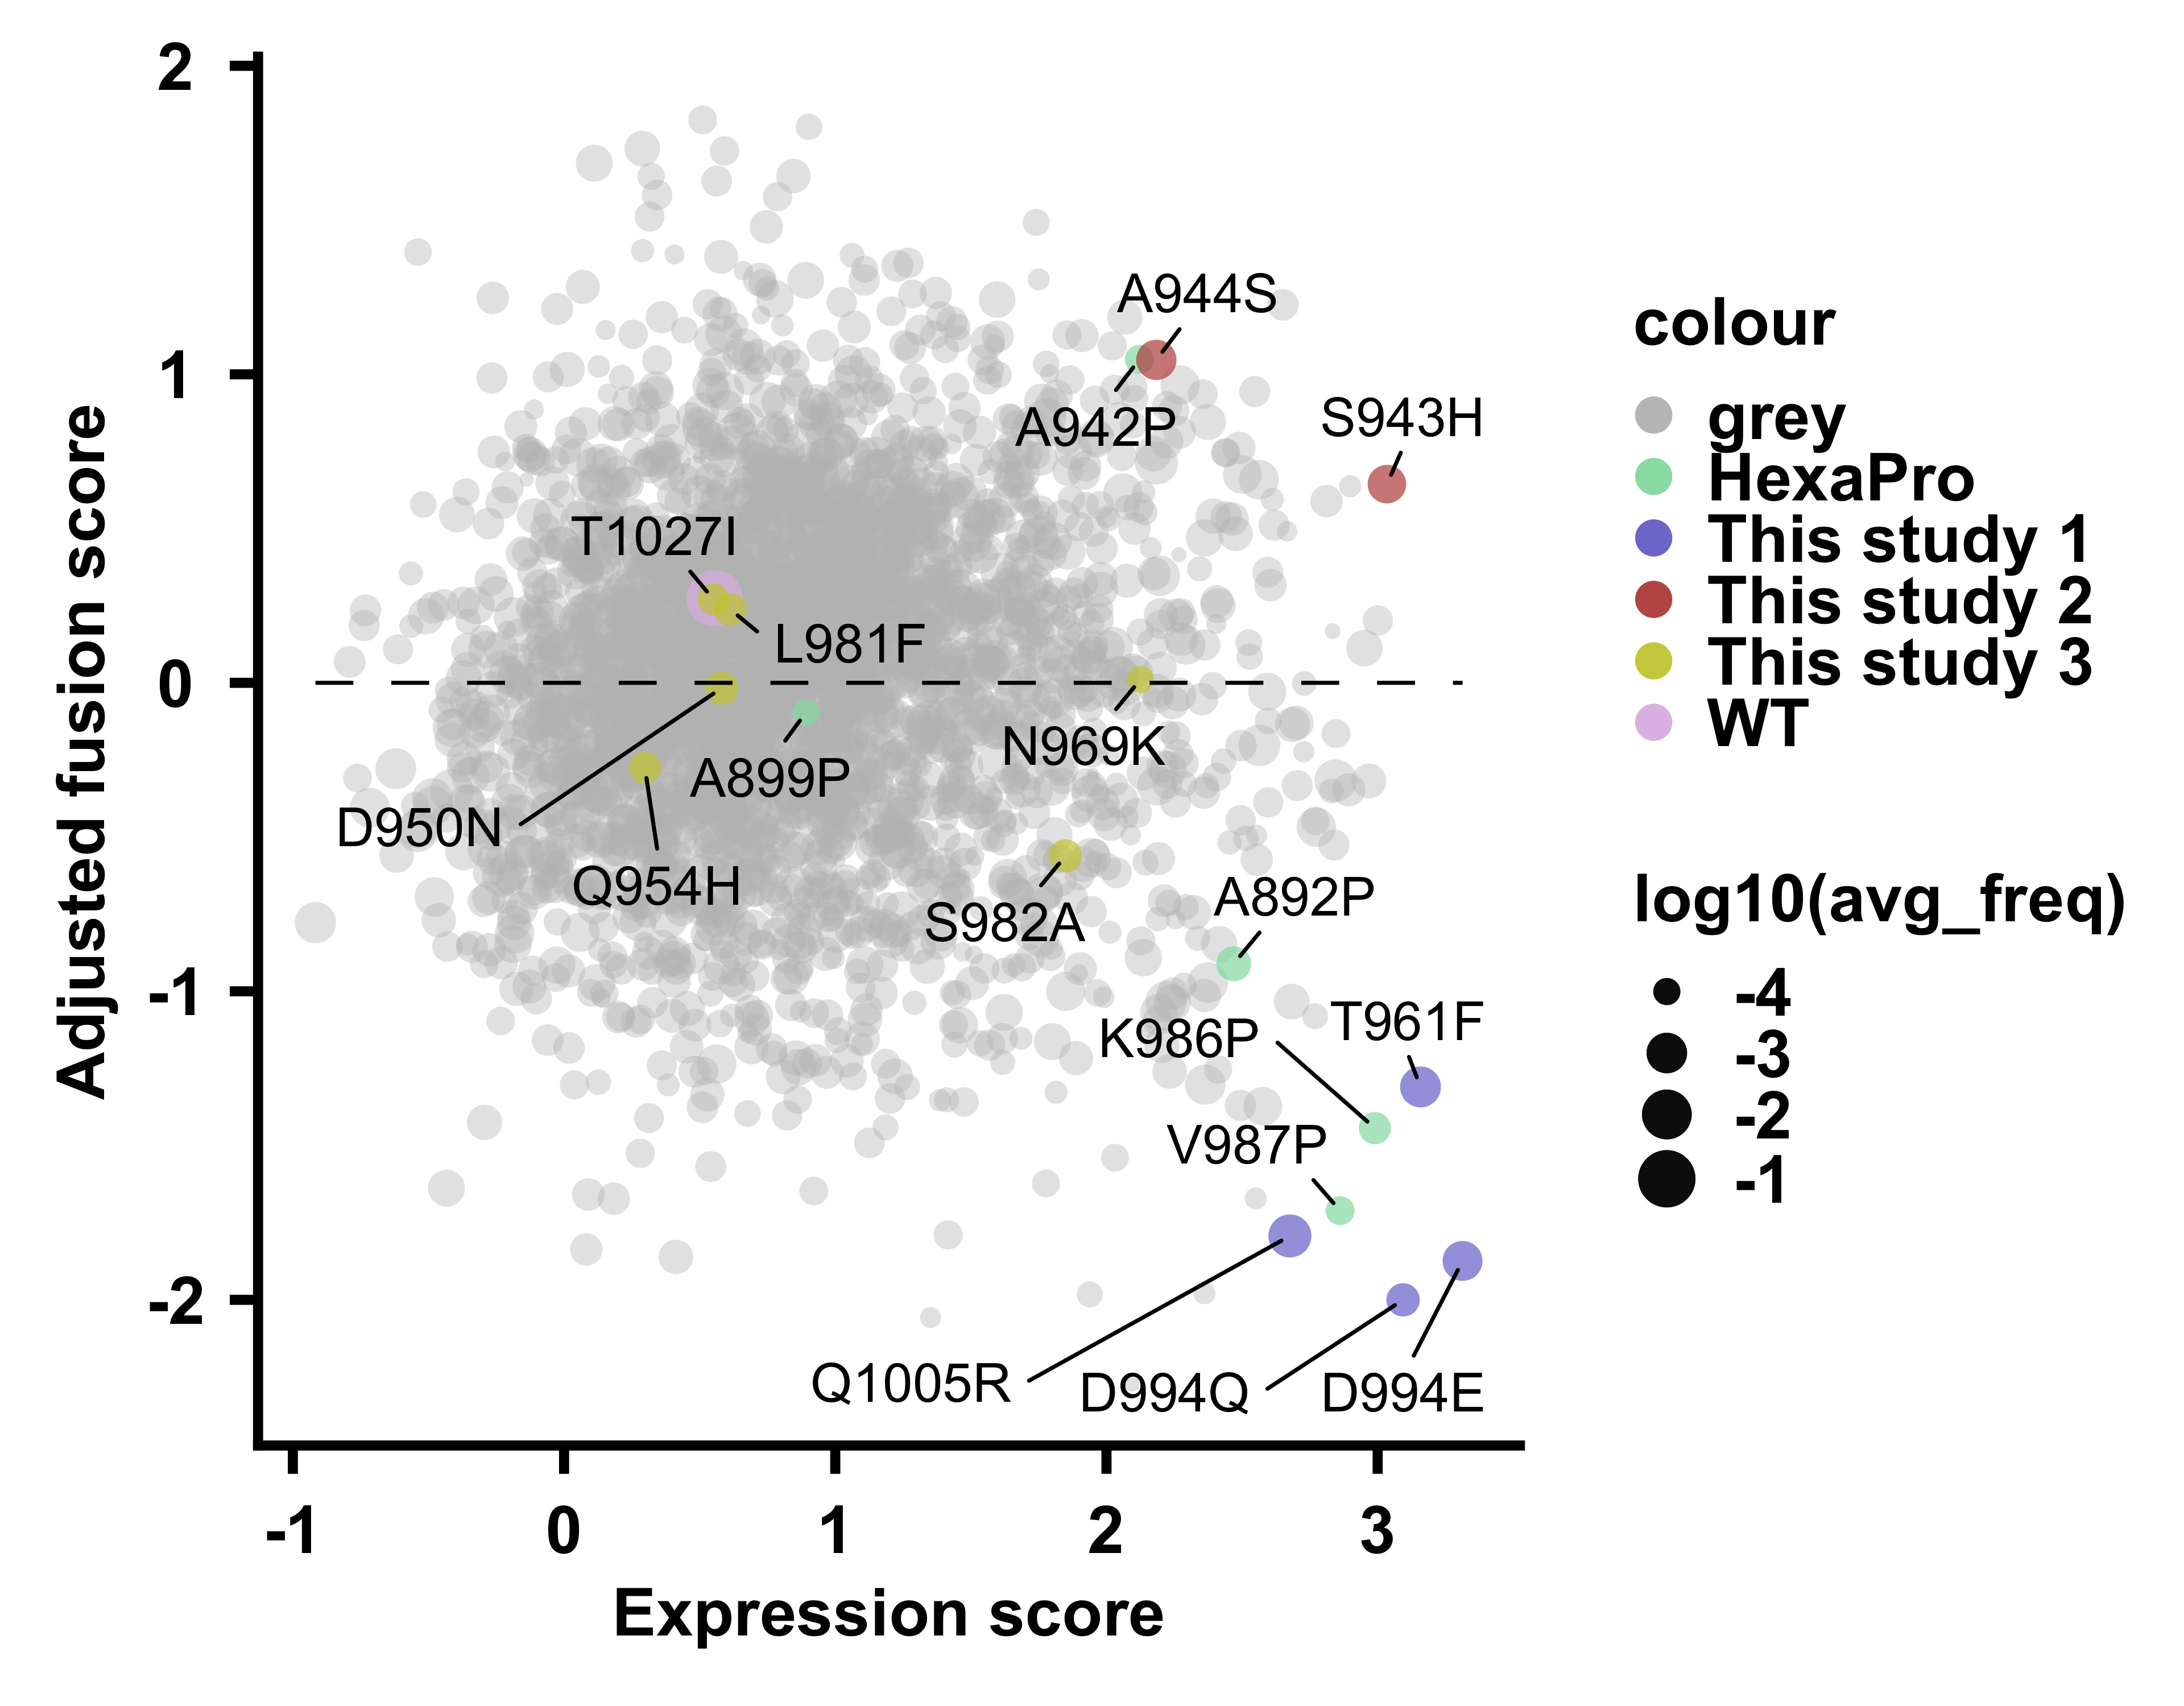 2
1
0
-1
-2
Adjusted fusion score
A944S
A942P
S943H
T1027I
L981F
N969K
A899P
D950N
Q954H
S982A
A892P
K986P
T961F
V987P
Q1005R
D994Q
D994E
-1
0
1
2
3
Expression score
colour
grey
HexaPro
This study 1
This study 2
This study 3
WT
log10(avg_freq)
-4
-3
-2
-1